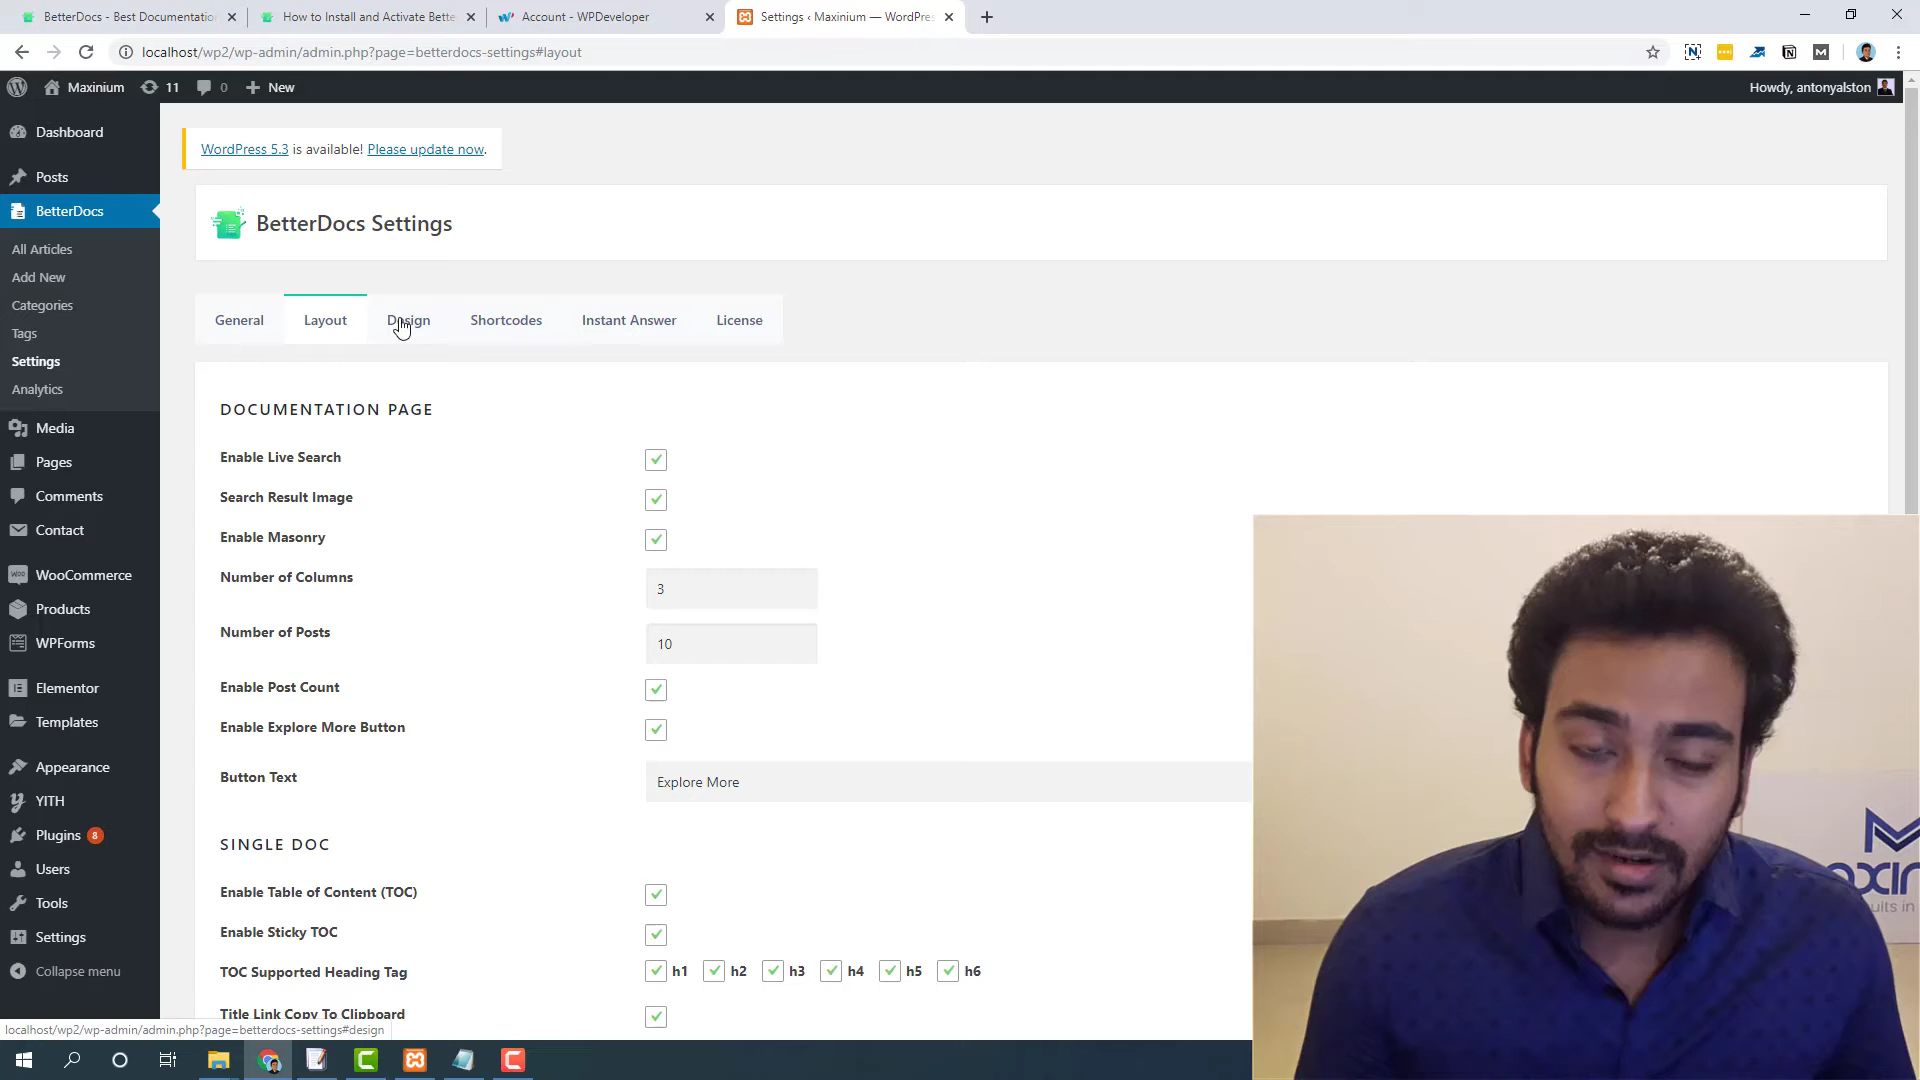 BetterDocs - Best Documentation
How to Install and Activate Bette
Account - WPDeveloper
Settings ‹ Maxinium — WordPres
localhost/wp2/wp-admin/admin.php?page=betterdocs-settings#layout
Maxinium
11
0
New
Howdy, antonyalston
Dashboard
Posts
BetterDocs
All Articles
Add New
Categories
Tags
Settings
Analytics
Media
Pages
Comments
Contact
WooCommerce
Products
WPForms
Elementor
Templates
Appearance
YITH
Plugins 8
Users
Tools
Settings
Collapse menu
WordPress 5.3 is available! Please update now.
BetterDocs Settings
General
Layout
Design
Shortcodes
Instant Answer
License
DOCUMENTATION PAGE
Enable Live Search
Search Result Image
Enable Masonry
Number of Columns
3
Number of Posts
10
Enable Post Count
Enable Explore More Button
Button Text
Explore More
SINGLE DOC
Enable Table of Content (TOC)
Enable Sticky TOC
TOC Supported Heading Tag
h1 h2 h3 h4 h5 h6
Title Link Copy To Clipboard
localhost/wp2/wp-admin/admin.php?page=betterdocs-settings#design